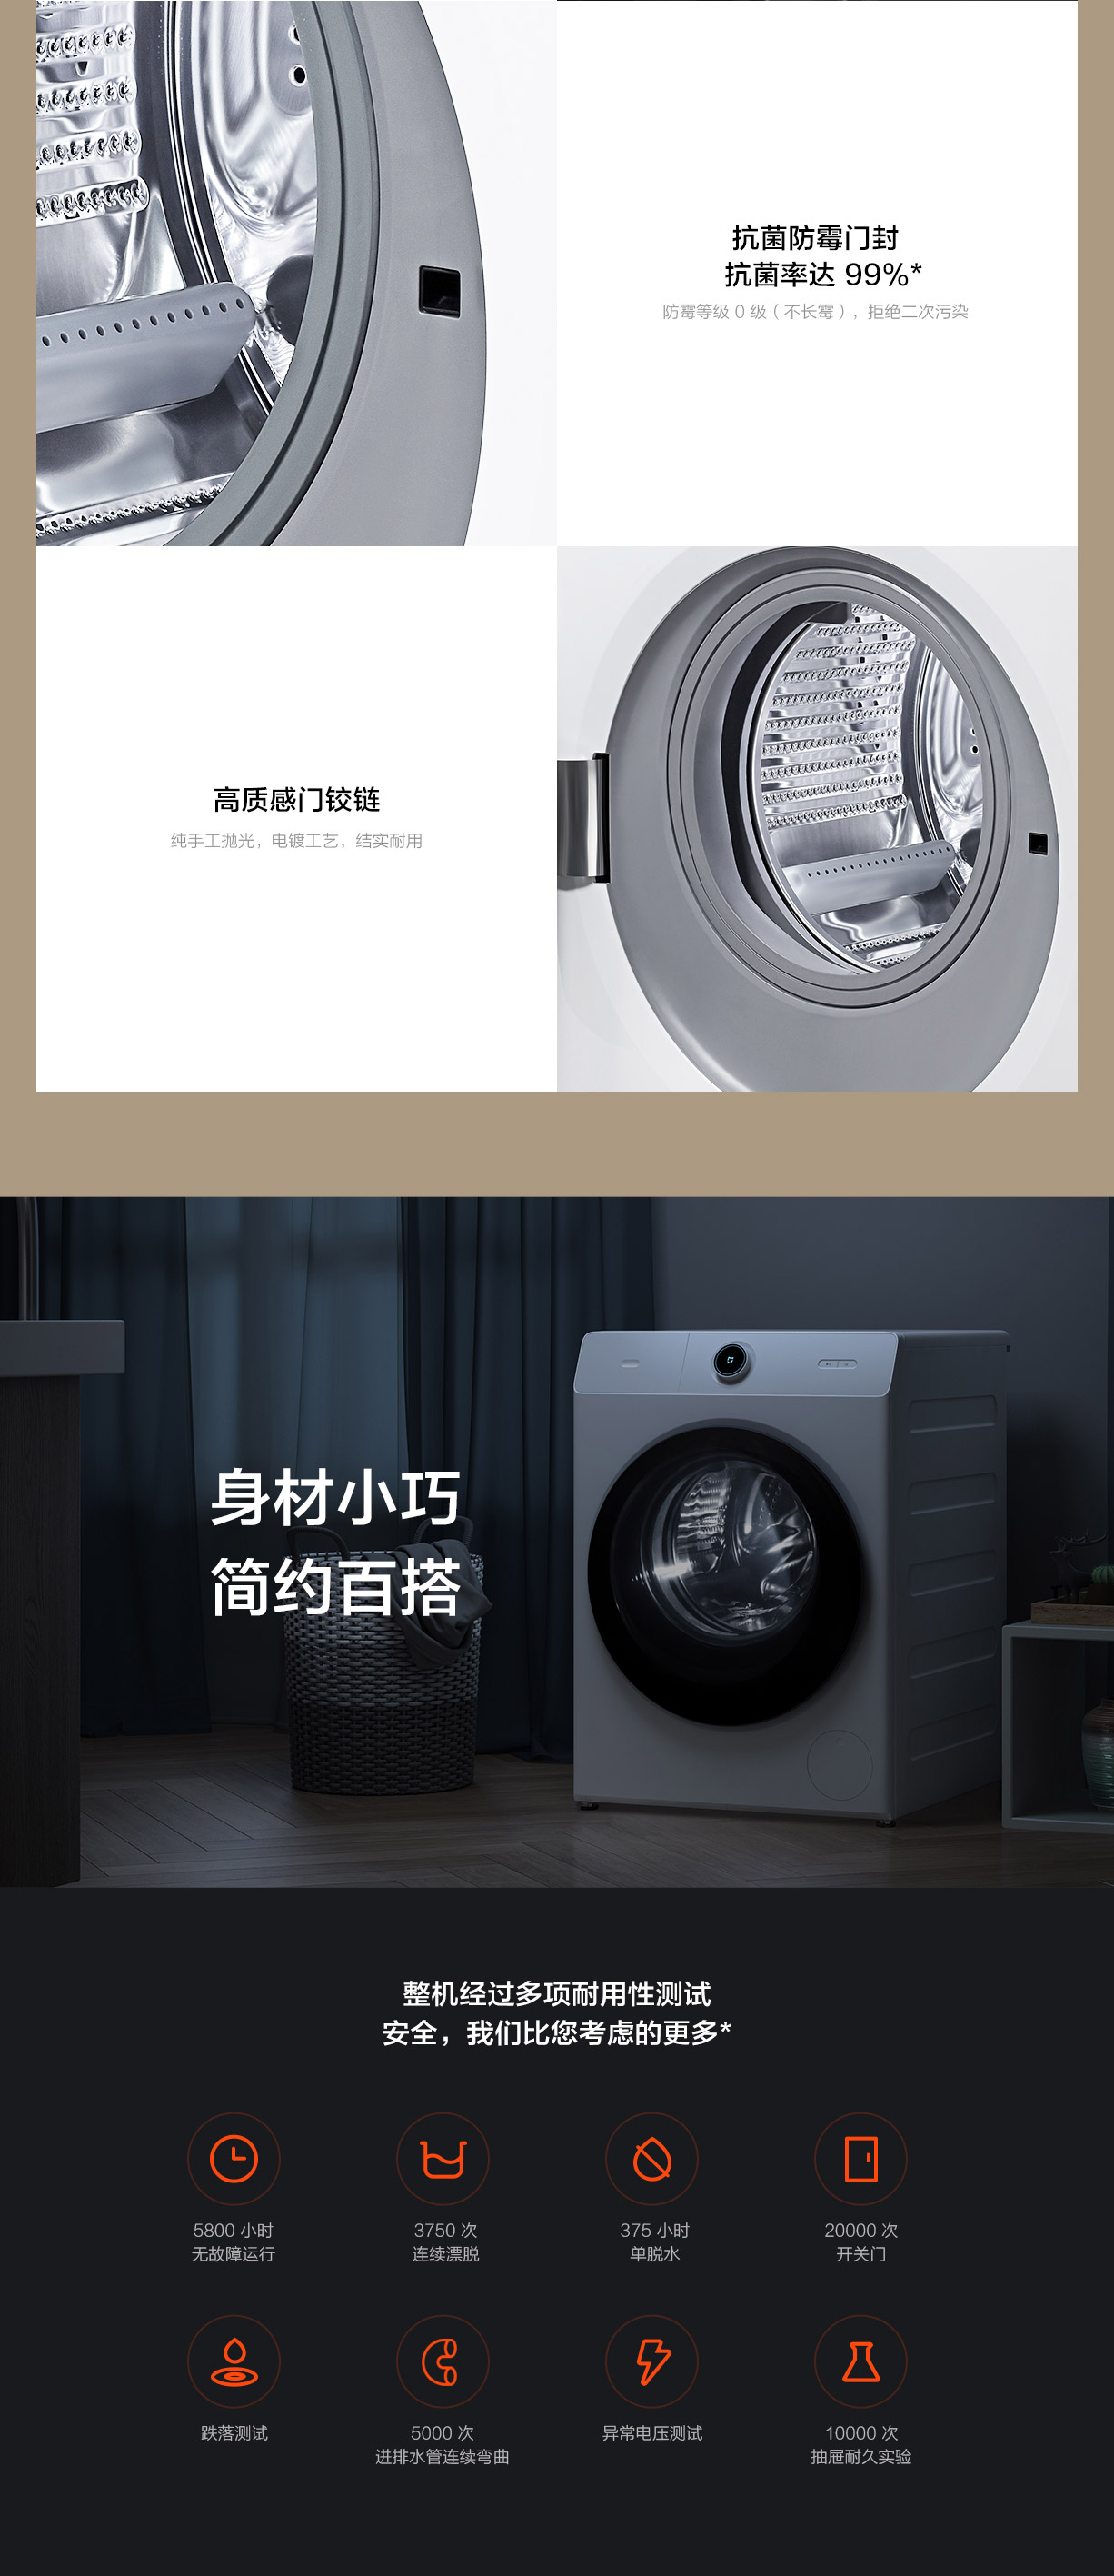 抗菌防霉门封
抗菌率达 99%*
防霉等级 0 级（不长霉），拒绝二次污染
高质感门铰链
纯手工抛光，电镀工艺，结实耐用
身材小巧
简约百搭
整机经过多项耐用性测试
安全，我们比您考虑的更多*
5800 小时
无故障运行
3750 次
连续漂脱
375 小时
单脱水
20000 次
开关门
跌落测试
5000 次
进排水管连续弯曲
异常电压测试
10000 次
抽屉耐久实验